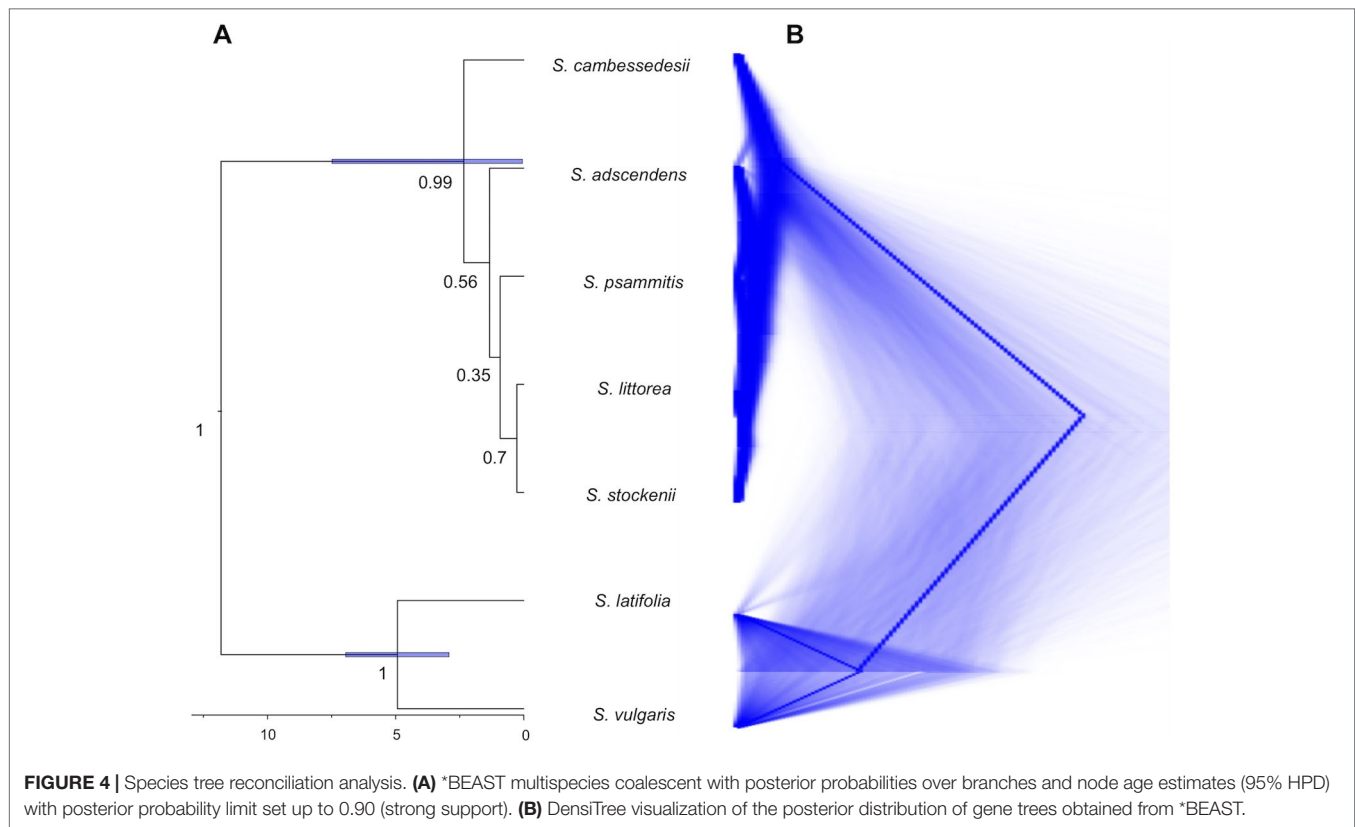 A
B
S. cambessedesii
0.99
S. adscendens
0.56
S. psammitis
0.35
S. littorea
1
0.7
S. stockenii
S. latifolia
1
S. vulgaris
10 5 0
FIGURE 4 | Species tree reconciliation analysis. (A) *BEAST multispecies coalescent with posterior probabilities over branches and node age estimates (95% HPD)
with posterior probability limit set up to 0.90 (strong support). (B) DensiTree visualization of the posterior distribution of gene trees obtained from *BEAST.